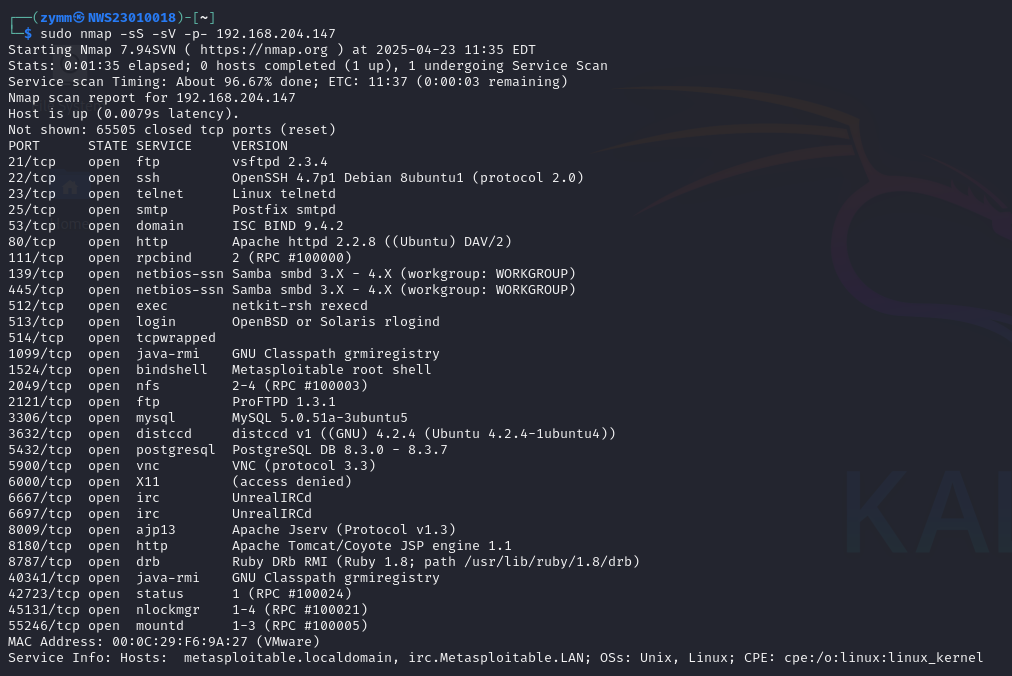 ┌──(zymm㉿NWS23010018)-[~]
└─$ sudo nmap -sS -sV -p- 192.168.204.147
Starting Nmap 7.94SVN ( https://nmap.org ) at 2025-04-23 11:35 EDT
Stats: 0:01:35 elapsed; 0 hosts completed (1 up), 1 undergoing Service Scan
Service scan Timing: About 96.67% done; ETC: 11:37 (0:00:03 remaining)
Nmap scan report for 192.168.204.147
Host is up (0.0079s latency).
Not shown: 65505 closed tcp ports (reset)
PORT      STATE SERVICE     VERSION
21/tcp    open  ftp         vsftpd 2.3.4
22/tcp    open  ssh         OpenSSH 4.7p1 Debian 8ubuntu1 (protocol 2.0)
23/tcp    open  telnet      Linux telnetd
25/tcp    open  smtp        Postfix smtpd
53/tcp    open  domain      ISC BIND 9.4.2
80/tcp    open  http        Apache httpd 2.2.8 ((Ubuntu) DAV/2)
111/tcp   open  rpcbind     2 (RPC #100000)
139/tcp   open  netbios-ssn Samba smbd 3.X - 4.X (workgroup: WORKGROUP)
445/tcp   open  netbios-ssn Samba smbd 3.X - 4.X (workgroup: WORKGROUP)
512/tcp   open  exec        netkit-rsh rexecd
513/tcp   open  login       OpenBSD or Solaris rlogind
514/tcp   open  tcpwrapped
1099/tcp  open  java-rmi    GNU Classpath grmiregistry
1524/tcp  open  bindshell   Metasploitable root shell
2049/tcp  open  nfs         2-4 (RPC #100003)
2121/tcp  open  ftp         ProFTPD 1.3.1
3306/tcp  open  mysql       MySQL 5.0.51a-3ubuntu5
3632/tcp  open  distccd     distccd v1 ((GNU) 4.2.4 (Ubuntu 4.2.4-1ubuntu4))
5432/tcp  open  postgresql  PostgreSQL DB 8.3.0 - 8.3.7
5900/tcp  open  vnc         VNC (protocol 3.3)
6000/tcp  open  X11         (access denied)
6667/tcp  open  irc         UnrealIRCd
6697/tcp  open  irc         UnrealIRCd
8009/tcp  open  ajp13       Apache Jserv (Protocol v1.3)
8180/tcp  open  http        Apache Tomcat/Coyote JSP engine 1.1
8787/tcp  open  drb         Ruby DRb RMI (Ruby 1.8; path /usr/lib/ruby/1.8/drb)
40341/tcp open  java-rmi    GNU Classpath grmiregistry
42723/tcp open  status      1 (RPC #100024)
45131/tcp open  nlockmgr    1-4 (RPC #100021)
55246/tcp open  mountd      1-3 (RPC #100005)
MAC Address: 00:0C:29:F6:9A:27 (VMware)
Service Info: Hosts:  metasploitable.localdomain, irc.Metasploitable.LAN; OSs: Unix, Linux; CPE: cpe:/o:linux:linux_kernel